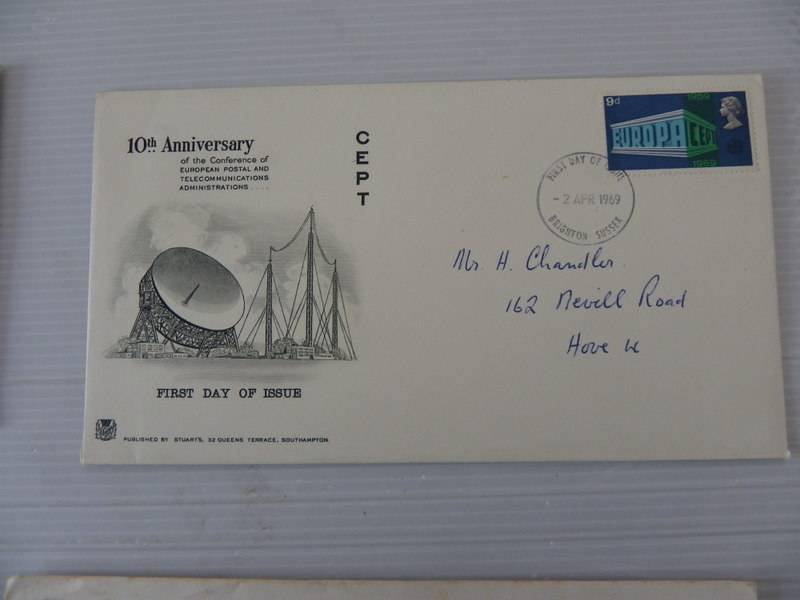 10th Anniversary
of the Conference of
EUROPEAN POSTAL AND
TELECOMMUNICATIONS
ADMINISTRATIONS....
CEPT
9d
1959
EUROPA CEPT
1969
FIRST DAY OF ISSUE
- 2 APR 1969
BRIGHTON SUSSEX
Mr. H. Chandler.
162 Nevill Road
Hove
FIRST DAY OF ISSUE
PUBLISHED BY STUART'S, 32 QUEENS TERRACE, SOUTHAMPTON.